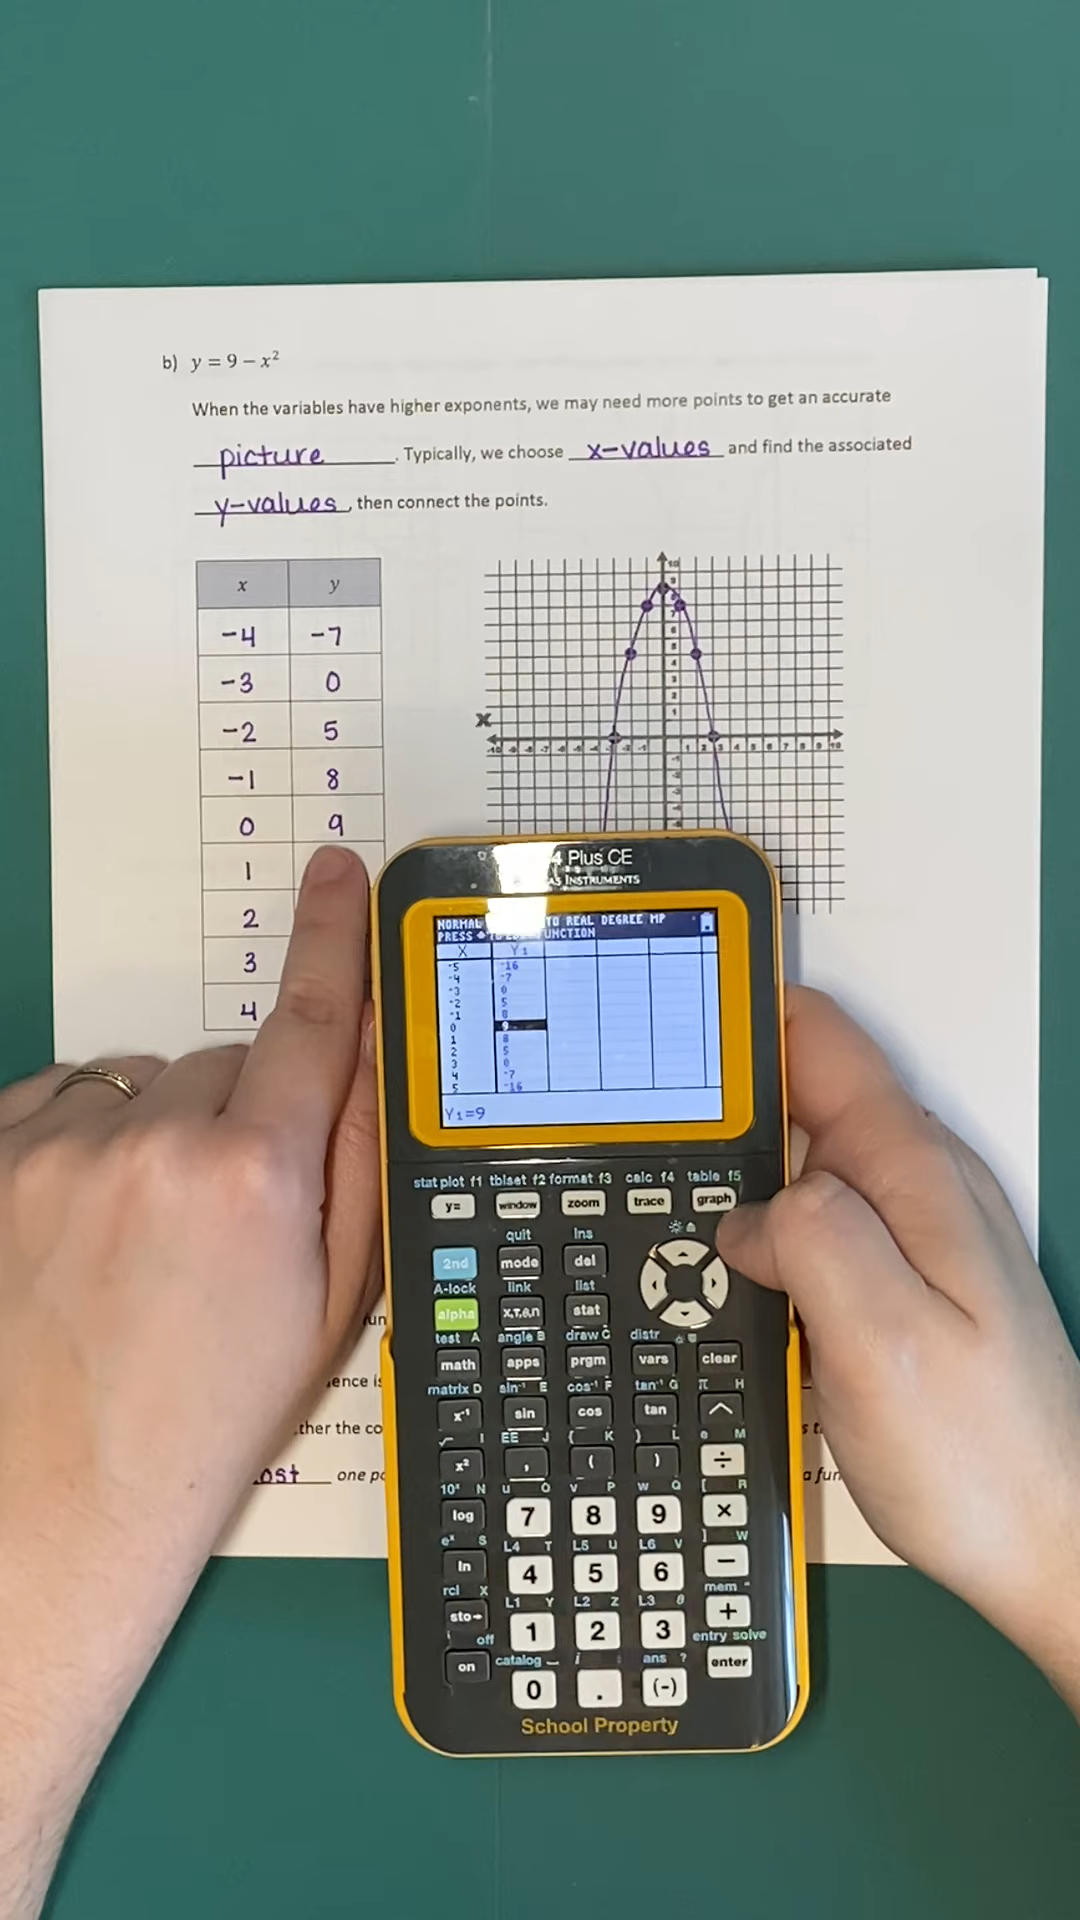 b) y = 9 – x²
When the variables have higher exponents, we may need more points to get an accurate
picture. Typically, we choose x-values and find the associated
y-values, then connect the points.
x y
-4 -7
-3 0
-2 5
-1 8
0 9
1
2
3
4
Plus CE
INSTRUMENTS
NORMAL TO REAL DEGREE MP
PRESS UNCTION
X Y1
-5 -16
-4 -7
-3 0
-2 5
-1 8
0 9
1 8
2 5
3 0
4 -7
5 -16
Y1=9
stat plot f1 tblset f2 format f3 calc f4 table f5
y= window zoom trace graph
quit ins
2nd mode del
A-lock link list
alpha X,T,θ,n stat
test A angle B draw C distr
math apps prgm vars clear
matrix D sin⁻¹ E cos⁻¹ F tan⁻¹ G π H
x⁻¹ sin cos tan ^
√ I EE J { K } L e M
x² , ( ) ÷
10ˣ N u O v P w Q [ R
log 7 8 9 ×
eˣ S L4 T L5 U L6 V ] W
ln 4 5 6 −
rcl X L1 Y L2 Z L3 θ mem "
sto→ 1 2 3 +
off catalog i : ans ? entry solve
on 0 . (-) enter
School Property
ther the co
ost one po
a fun